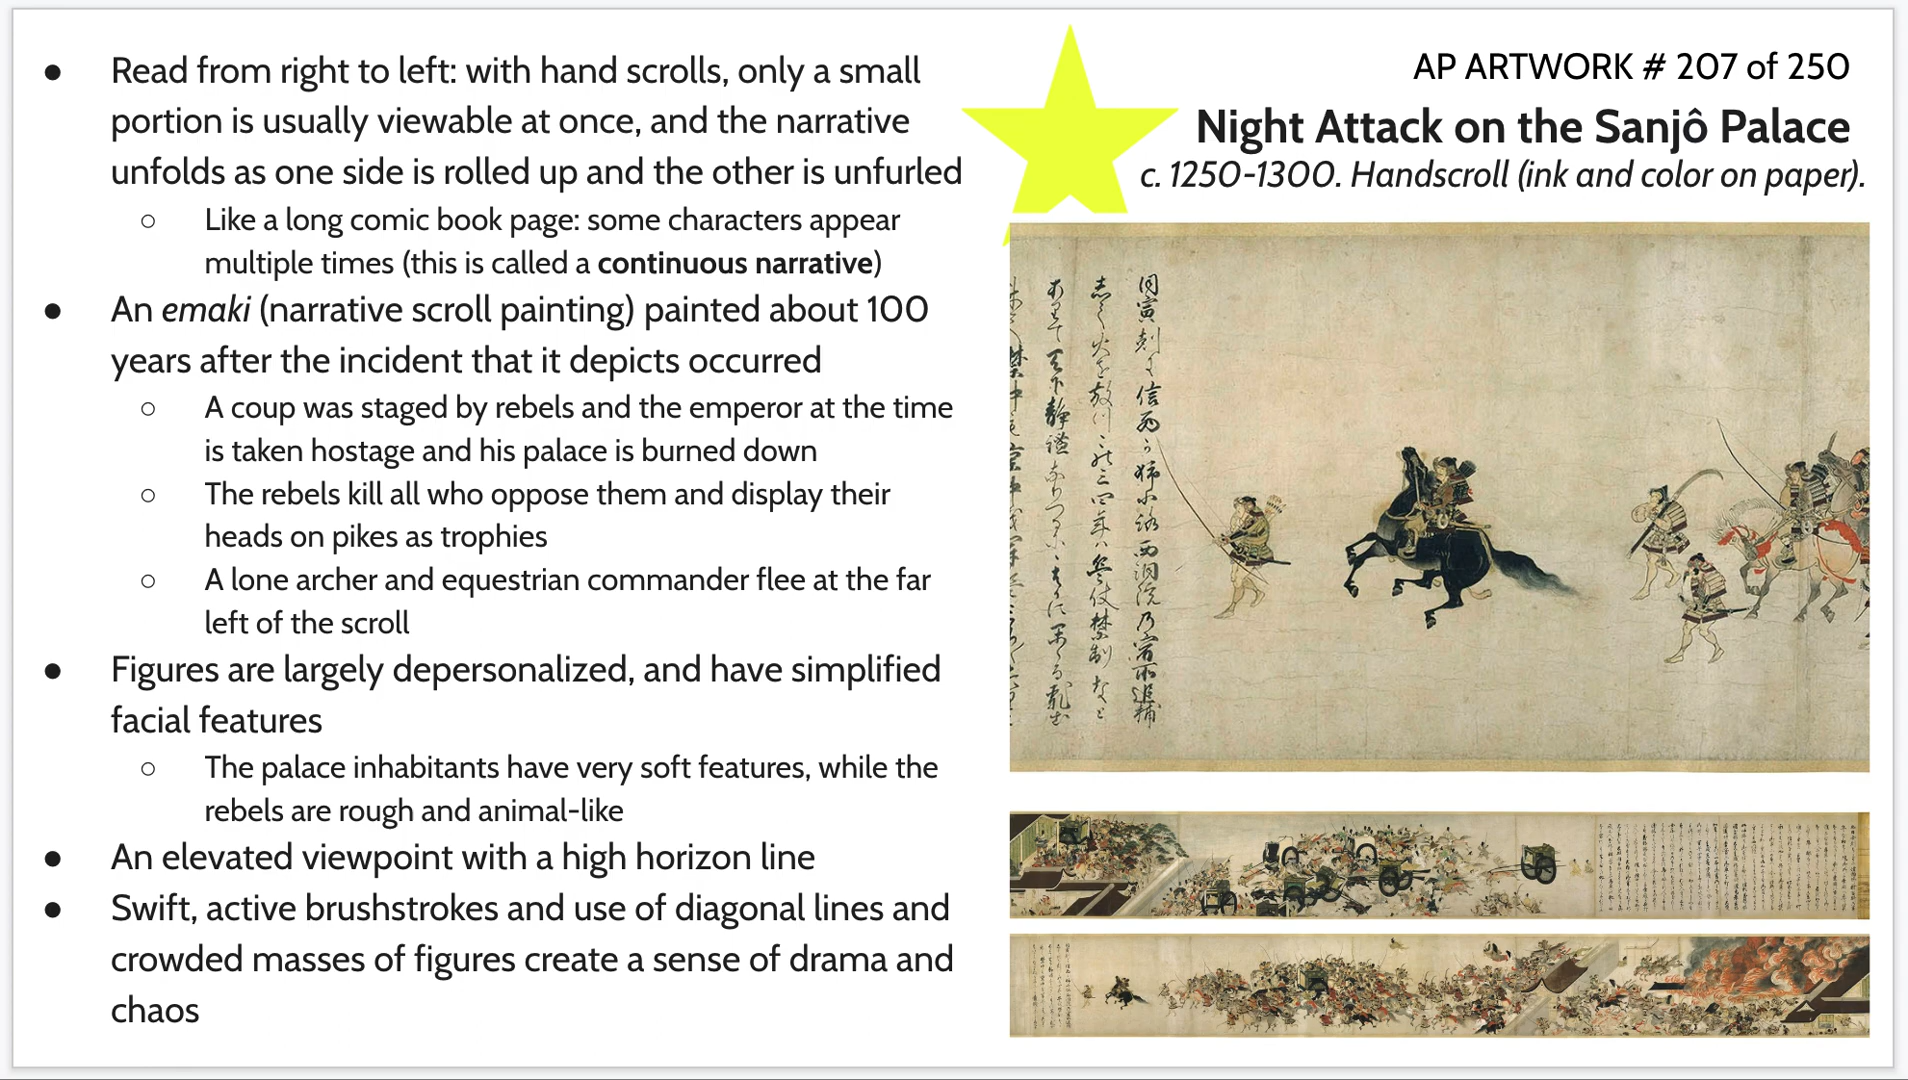 ● Read from right to left: with hand scrolls, only a small
portion is usually viewable at once, and the narrative
unfolds as one side is rolled up and the other is unfurled
○ Like a long comic book page: some characters appear
multiple times (this is called a continuous narrative)
● An emaki (narrative scroll painting) painted about 100
years after the incident that it depicts occurred
○ A coup was staged by rebels and the emperor at the time
is taken hostage and his palace is burned down
○ The rebels kill all who oppose them and display their
heads on pikes as trophies
○ A lone archer and equestrian commander flee at the far
left of the scroll
● Figures are largely depersonalized, and have simplified
facial features
○ The palace inhabitants have very soft features, while the
rebels are rough and animal-like
● An elevated viewpoint with a high horizon line
● Swift, active brushstrokes and use of diagonal lines and
crowded masses of figures create a sense of drama and
chaos
AP ARTWORK # 207 of 250
Night Attack on the Sanjô Palace
c. 1250-1300. Handscroll (ink and color on paper).